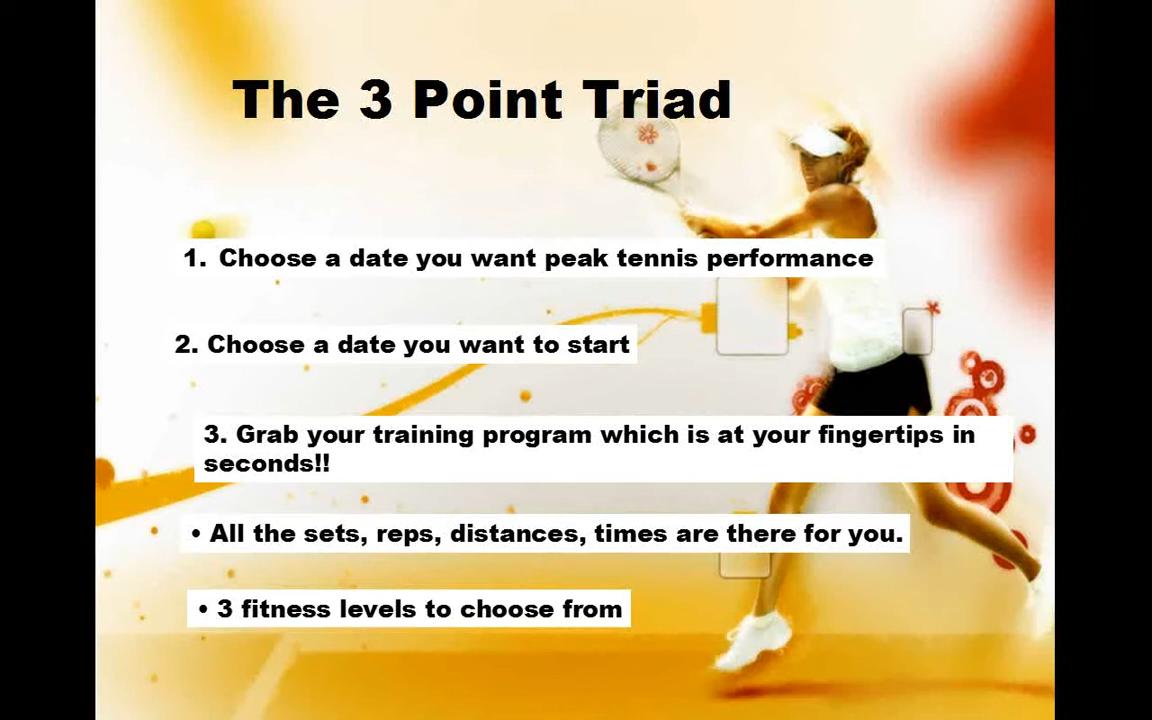 The 3 Point Triad
1. Choose a date you want peak tennis performance
2. Choose a date you want to start
3. Grab your training program which is at your fingertips in
seconds!!
• All the sets, reps, distances, times are there for you.
• 3 fitness levels to choose from